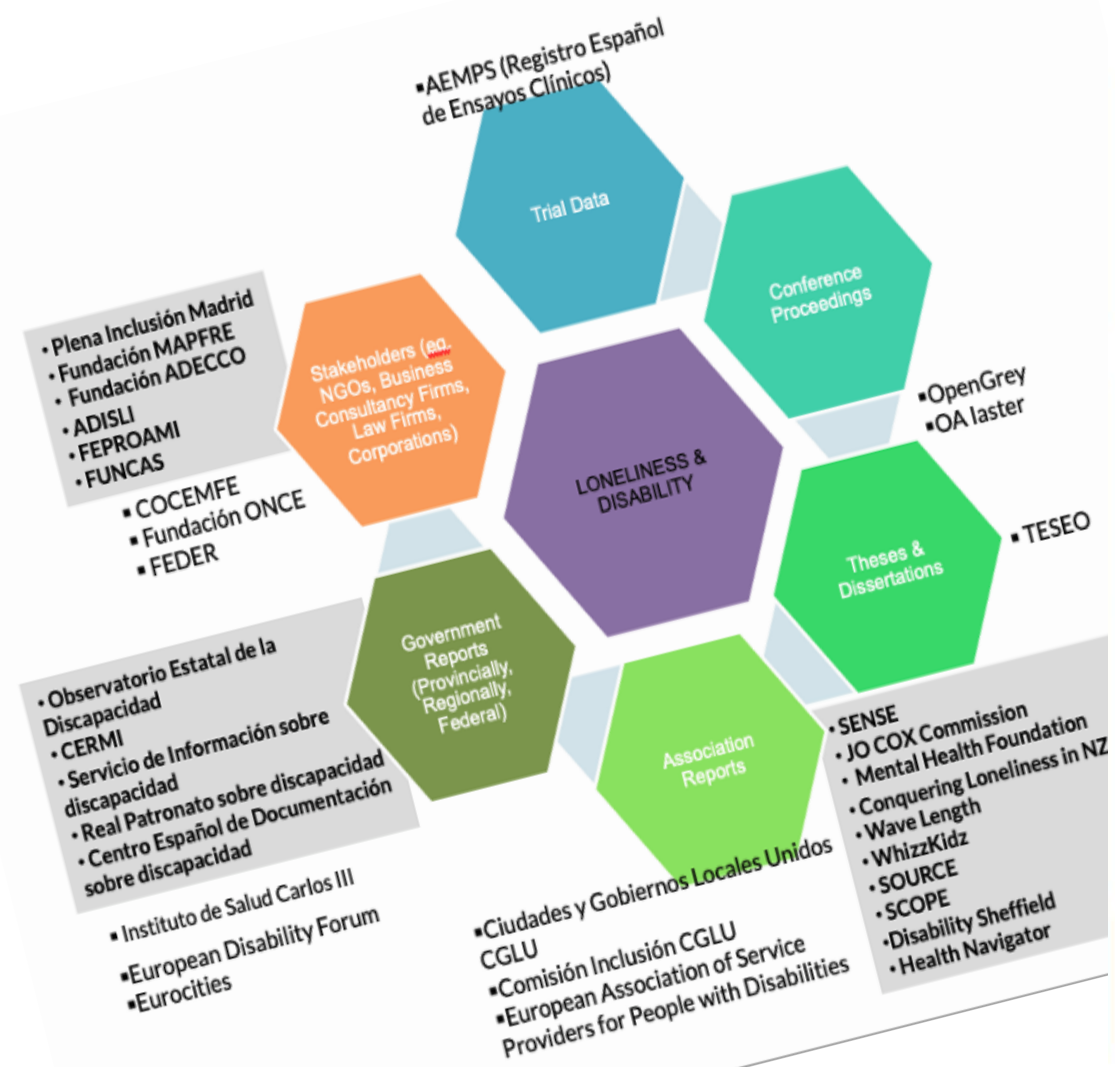 ▪AEMPS (Registro Español
de Ensayos Clínicos)
Trial Data
Conference
Proceedings
▪OpenGrey
▪OA Iaster
Theses &
Dissertations
▪ TESEO
LONELINESS &
DISABILITY
Stakeholders (eg.
NGOs, Business
Consultancy Firms,
Law Firms,
Corporations)
• Plena Inclusión Madrid
• Fundación MAPFRE
• Fundación ADECCO
• ADISLI
• FEPROAMI
• FUNCAS
▪ COCEMFE
▪ Fundación ONCE
▪ FEDER
Government
Reports
(Provincially,
Regionally,
Federal)
• Observatorio Estatal de la
Discapacidad
• CERMI
• Servicio de Información sobre
discapacidad
• Real Patronato sobre discapacidad
• Centro Español de Documentación
sobre discapacidad
▪ Instituto de Salud Carlos III
▪European Disability Forum
▪Eurocities
Association
Reports
▪Ciudades y Gobiernos Locales Unidos
CGLU
▪Comisión Inclusión CGLU
▪European Association of Service
Providers for People with Disabilities
• SENSE
• JO COX Commission
• Mental Health Foundation
• Conquering Loneliness in NZ
• Wave Length
• WhizzKidz
• SOURCE
• SCOPE
•Disability Sheffield
• Health Navigator